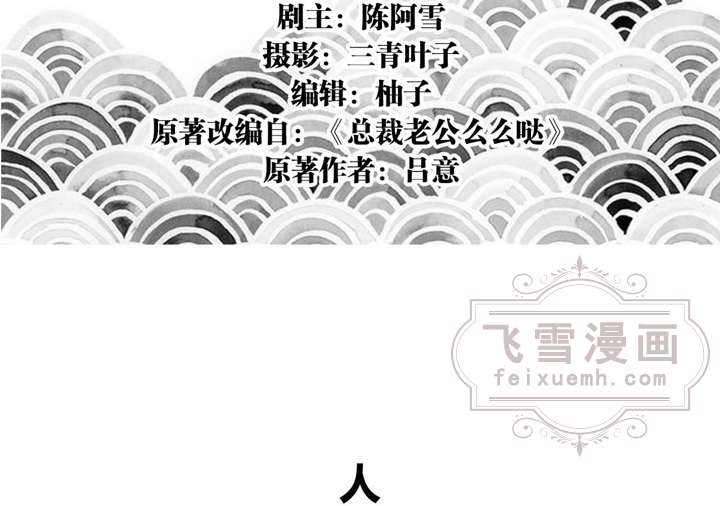 剧主：陈阿雪
摄影：三青叶子
编辑：柚子
原著改编自：《总裁老公么么哒》
原著作者：吕意
飞雪漫画
feixuemh.com
人